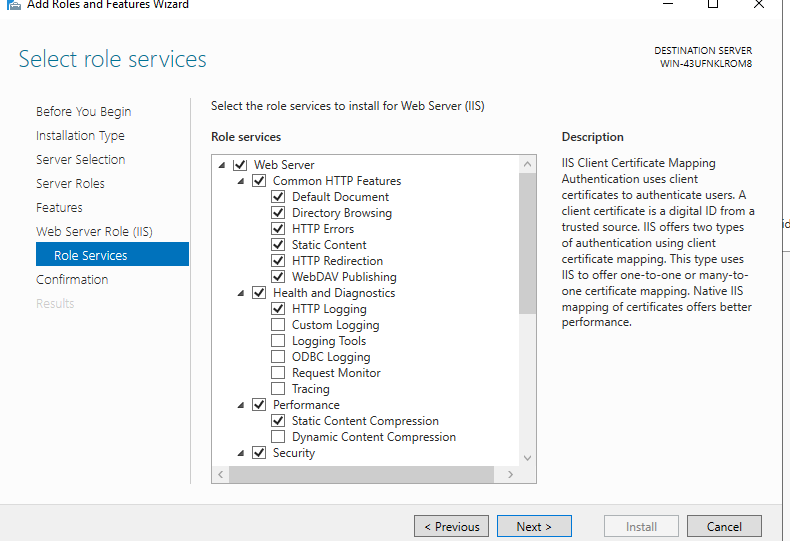 Add Roles and Features Wizard
Select role services
DESTINATION SERVER
WIN-43UFNKLROM8
Before You Begin
Installation Type
Server Selection
Server Roles
Features
Web Server Role (IIS)
Role Services
Confirmation
Results
Select the role services to install for Web Server (IIS)
Role services
Web Server
Common HTTP Features
Default Document
Directory Browsing
HTTP Errors
Static Content
HTTP Redirection
WebDAV Publishing
Health and Diagnostics
HTTP Logging
Custom Logging
Logging Tools
ODBC Logging
Request Monitor
Tracing
Performance
Static Content Compression
Dynamic Content Compression
Security
Description
IIS Client Certificate Mapping
Authentication uses client
certificates to authenticate users. A
client certificate is a digital ID from a
trusted source. IIS offers two types
of authentication using client
certificate mapping. This type uses
IIS to offer one-to-one or many-to-
one certificate mapping. Native IIS
mapping of certificates offers better
performance.
id
< Previous
Next >
Install
Cancel